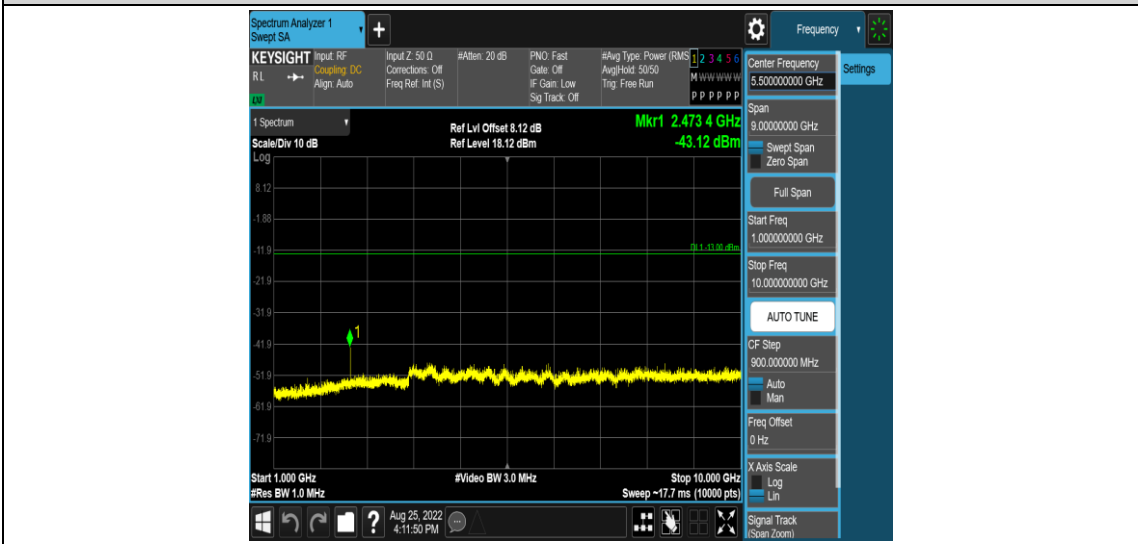 Spectrum Analyzer 1
Swept SA
+
Frequency
KEYSIGHT
R L
LXI
Input: RF
Coupling: DC
Align: Auto
Input Z: 50 Ω
Corrections: Off
Freq Ref: Int (S)
#Atten: 20 dB
PNO: Fast
Gate: Off
IF Gain: Low
Sig Track: Off
#Avg Type: Power (RMS
Avg|Hold: 50/50
Trig: Free Run
1 2 3 4 5 6
M W W W W W
P P P P P P
Center Frequency
5.500000000 GHz
Settings
Span
9.00000000 GHz
Swept Span
Zero Span
Full Span
Start Freq
1.000000000 GHz
Stop Freq
10.000000000 GHz
AUTO TUNE
CF Step
900.000000 MHz
Auto
Man
Freq Offset
0 Hz
X Axis Scale
Log
Lin
Signal Track
(Span Zoom)
1 Spectrum
Scale/Div 10 dB
Log
Ref Lvl Offset 8.12 dB
Ref Level 18.12 dBm
Mkr1 2.473 4 GHz
-43.12 dBm
8.12
-1.88
-11.9
DL1 -13.00 dBm
-21.9
-31.9
1
-41.9
-51.9
-61.9
-71.9
Start 1.000 GHz
#Res BW 1.0 MHz
#Video BW 3.0 MHz
Stop 10.000 GHz
Sweep ~17.7 ms (10000 pts)
?
Aug 25, 2022
4:11:50 PM